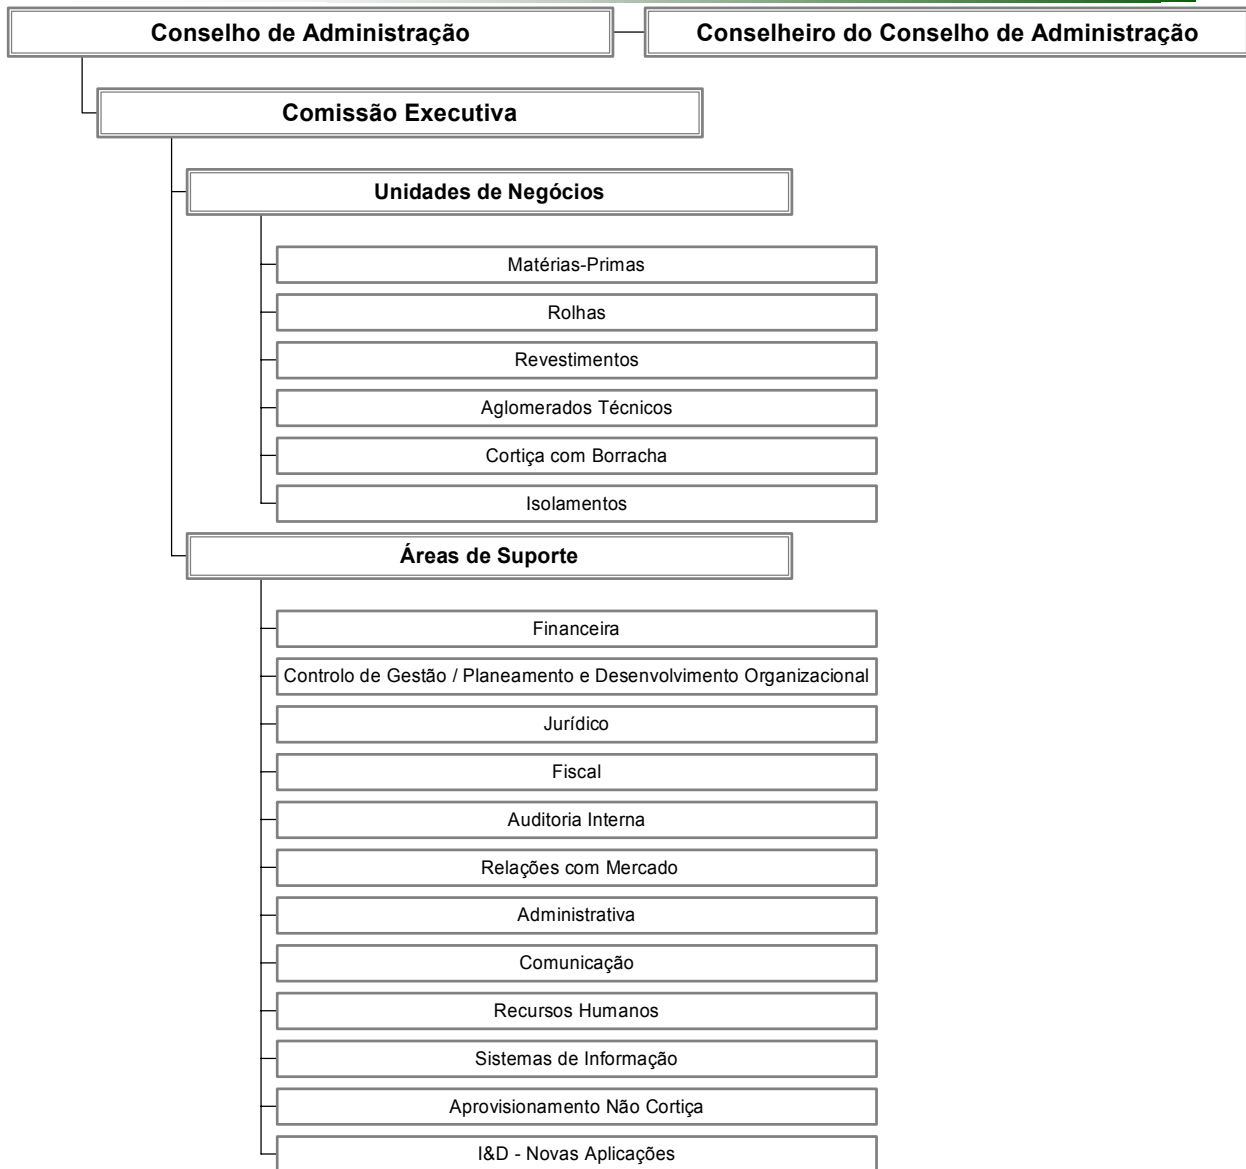 Conselho de Administração
Conselheiro do Conselho de Administração
Comissão Executiva
Unidades de Negócios
Matérias-Primas
Rolhas
Revestimentos
Aglomerados Técnicos
Cortiça com Borracha
Isolamentos
Áreas de Suporte
Financeira
Controlo de Gestão / Planeamento e Desenvolvimento Organizacional
Jurídico
Fiscal
Auditoria Interna
Relações com Mercado
Administrativa
Comunicação
Recursos Humanos
Sistemas de Informação
Aprovisionamento Não Cortiça
I&D - Novas Aplicações